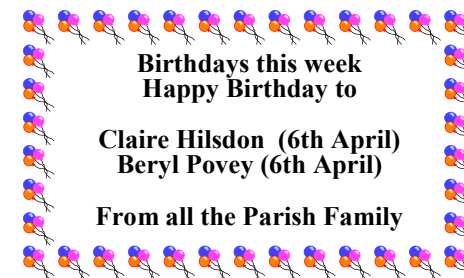 Birthdays this week
Happy Birthday to
Claire Hilsdon  (6th April)
Beryl Povey (6th April)
From all the Parish Family